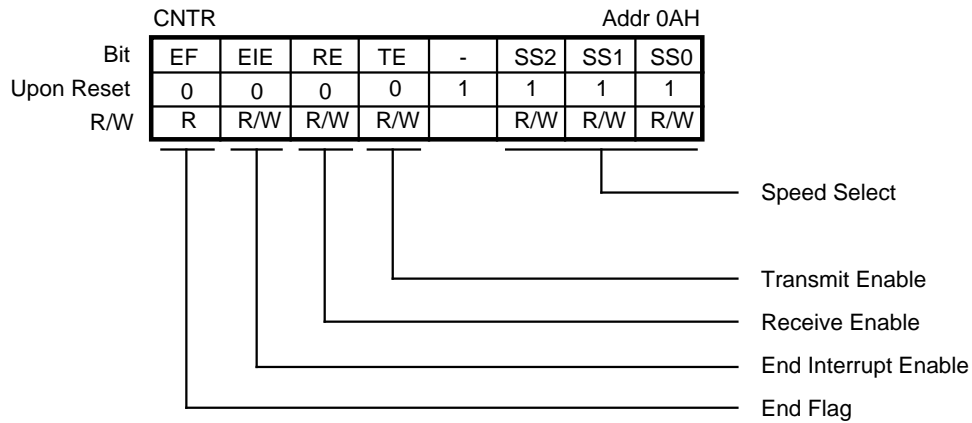 CNTR Addr 0AH
Bit EF EIE RE TE - SS2 SS1 SS0
Upon Reset 0 0 0 0 1 1 1 1
R/W R R/W R/W R/W R/W R/W R/W
Speed Select
Transmit Enable
Receive Enable
End Interrupt Enable
End Flag